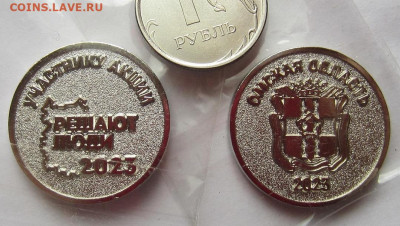 COINS.LAVE.RU
РУБЛЬ
УЧАСТНИКУ АКЦИИ
РЕШАЮТ
ЛЮДИ
2023
ОМСКАЯ ОБЛАСТЬ
2023